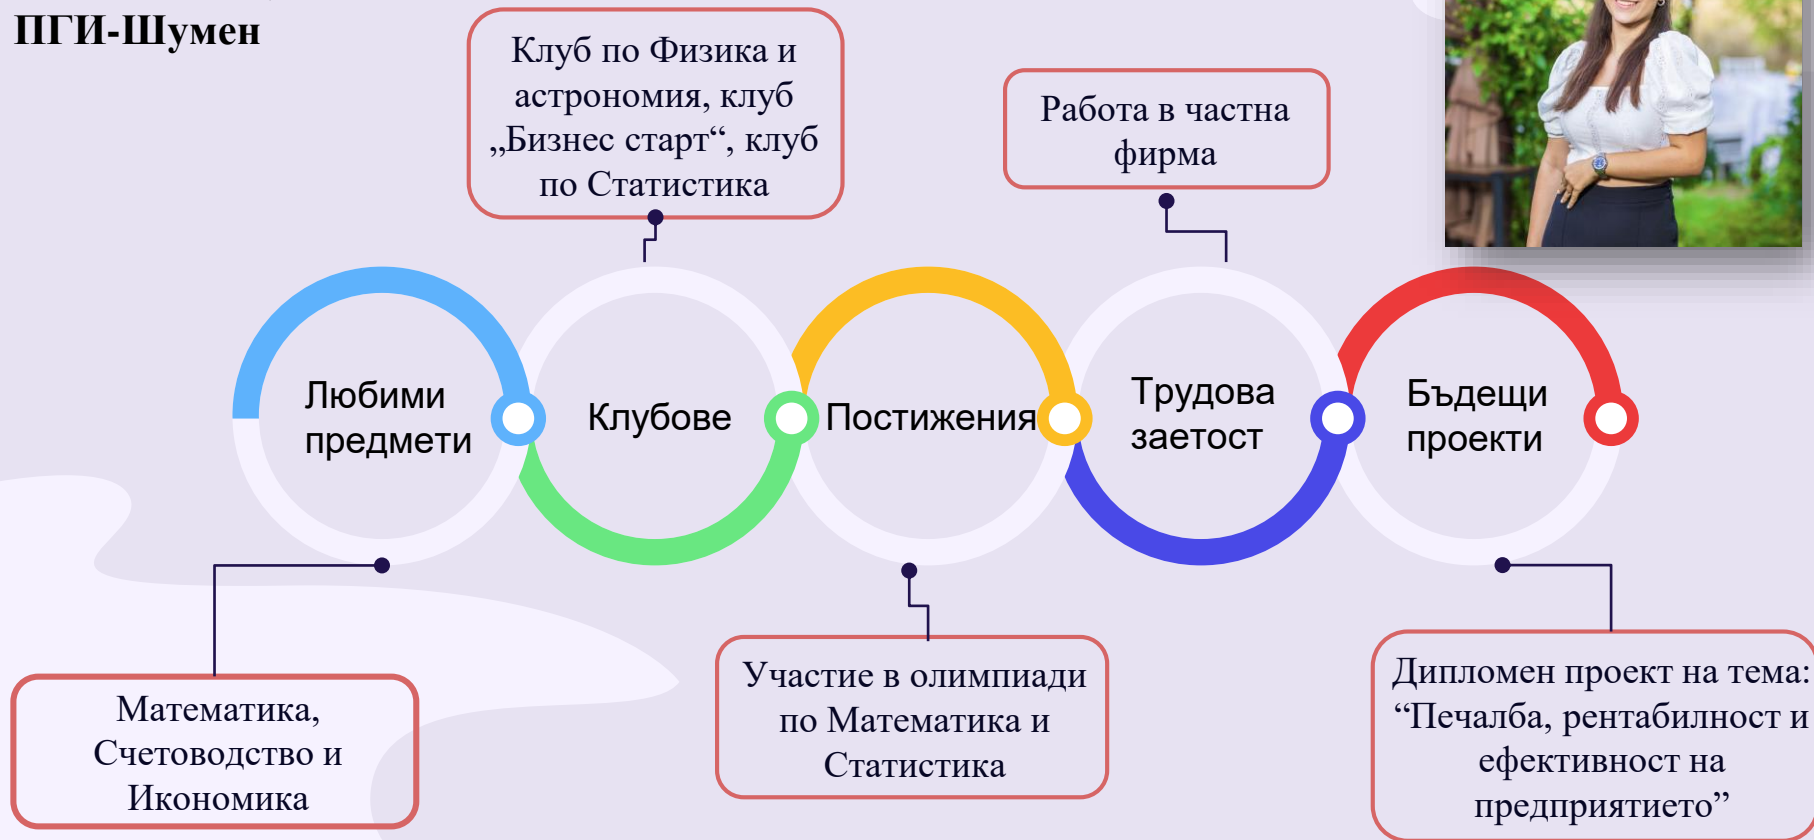 ПГИ-Шумен
Клуб по Физика и
астрономия, клуб
„Бизнес старт“, клуб
по Статистика
Работа в частна
фирма
Любими
предмети
Клубове
Постижения
Трудова
заетост
Бъдещи
проекти
Математика,
Счетоводство и
Икономика
Участие в олимпиади
по Математика и
Статистика
Дипломен проект на тема:
“Печалба, рентабилност и
ефективност на
предприятието”